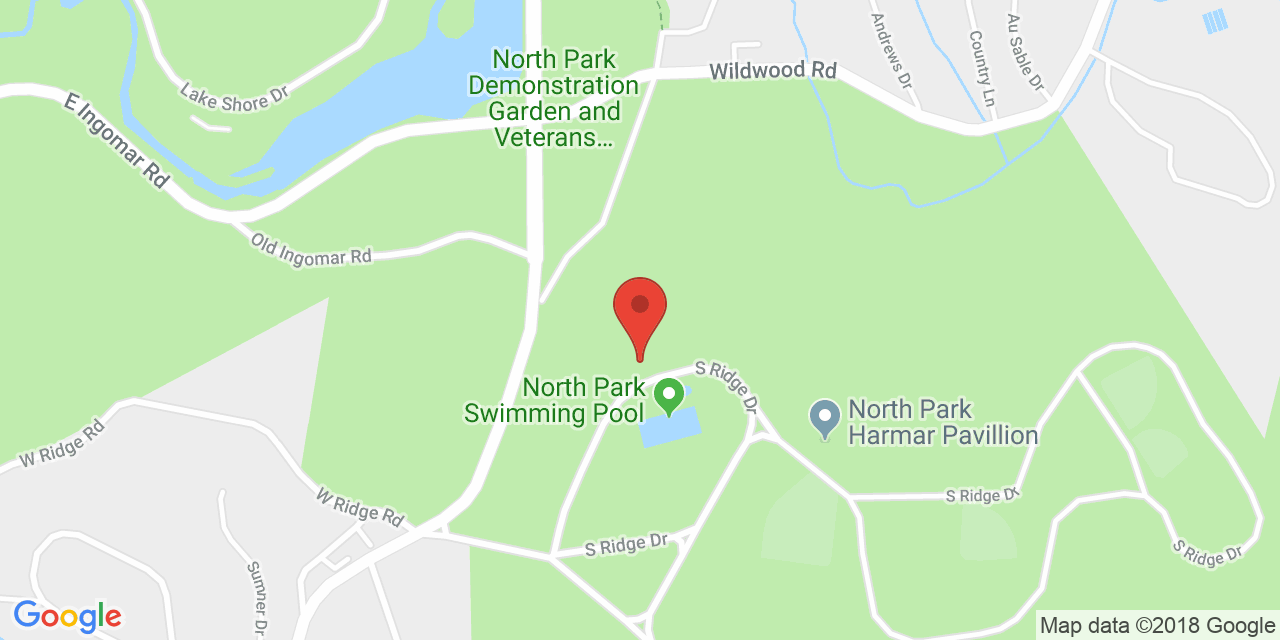 Andrews Dr
Country Ln
Au Sable Dr
North Park
Demonstration
Garden and
Veterans...
Wildwood Rd
Lake Shore Dr
E Ingomar Rd
Old Ingomar Rd
S Ridge Dr
North Park
Swimming Pool
North Park
Harmar Pavillion
W Ridge Rd
W Ridge Rd
S Ridge Dr
S Ridge Dr
S Ridge Dr
Sumner Dr
Google
Map data ©2018 Google